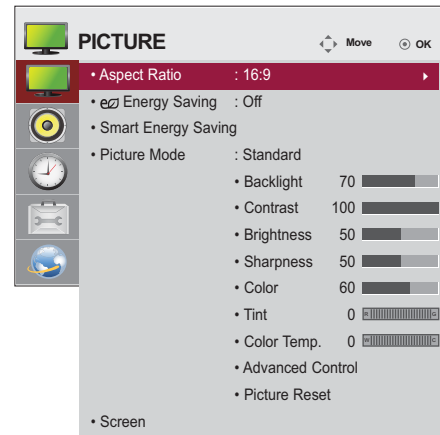 PICTURE
Move
OK
• Aspect Ratio : 16:9
• Energy Saving : Off
• Smart Energy Saving
• Picture Mode : Standard
• Backlight 70
• Contrast 100
• Brightness 50
• Sharpness 50
• Color 60
• Tint 0 R G
• Color Temp. 0 W C
• Advanced Control
• Picture Reset
• Screen